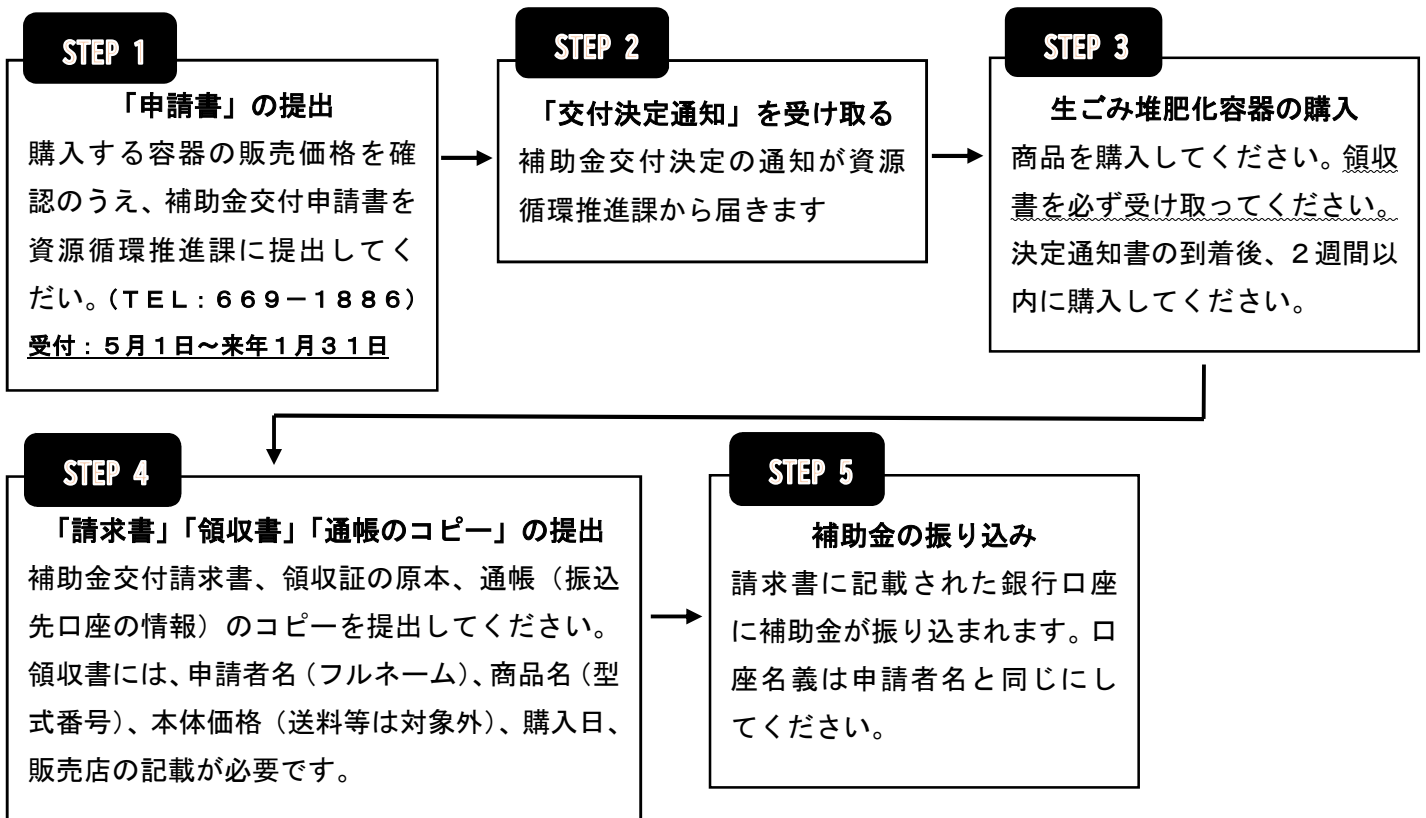 STEP 1
「申請書」の提出
購入する容器の販売価格を確
認のうえ、補助金交付申請書を
資源循環推進課に提出してく
だい。(TEL:669-1886)
受付:5月1日~来年1月31日
STEP 2
「交付決定通知」を受け取る
補助金交付決定の通知が資源
循環推進課から届きます
STEP 3
生ごみ堆肥化容器の購入
商品を購入してください。領収
書を必ず受け取ってください。
決定通知書の到着後、2週間以
内に購入してください。
STEP 4
「請求書」「領収書」「通帳のコピー」の提出
補助金交付請求書、領収証の原本、通帳(振込
先口座の情報)のコピーを提出してください。
領収書には、申請者名(フルネーム)、商品名(型
式番号)、本体価格(送料等は対象外)、購入日、
販売店の記載が必要です。
STEP 5
補助金の振り込み
請求書に記載された銀行口座
に補助金が振り込まれます。口
座名義は申請者名と同じにし
てください。